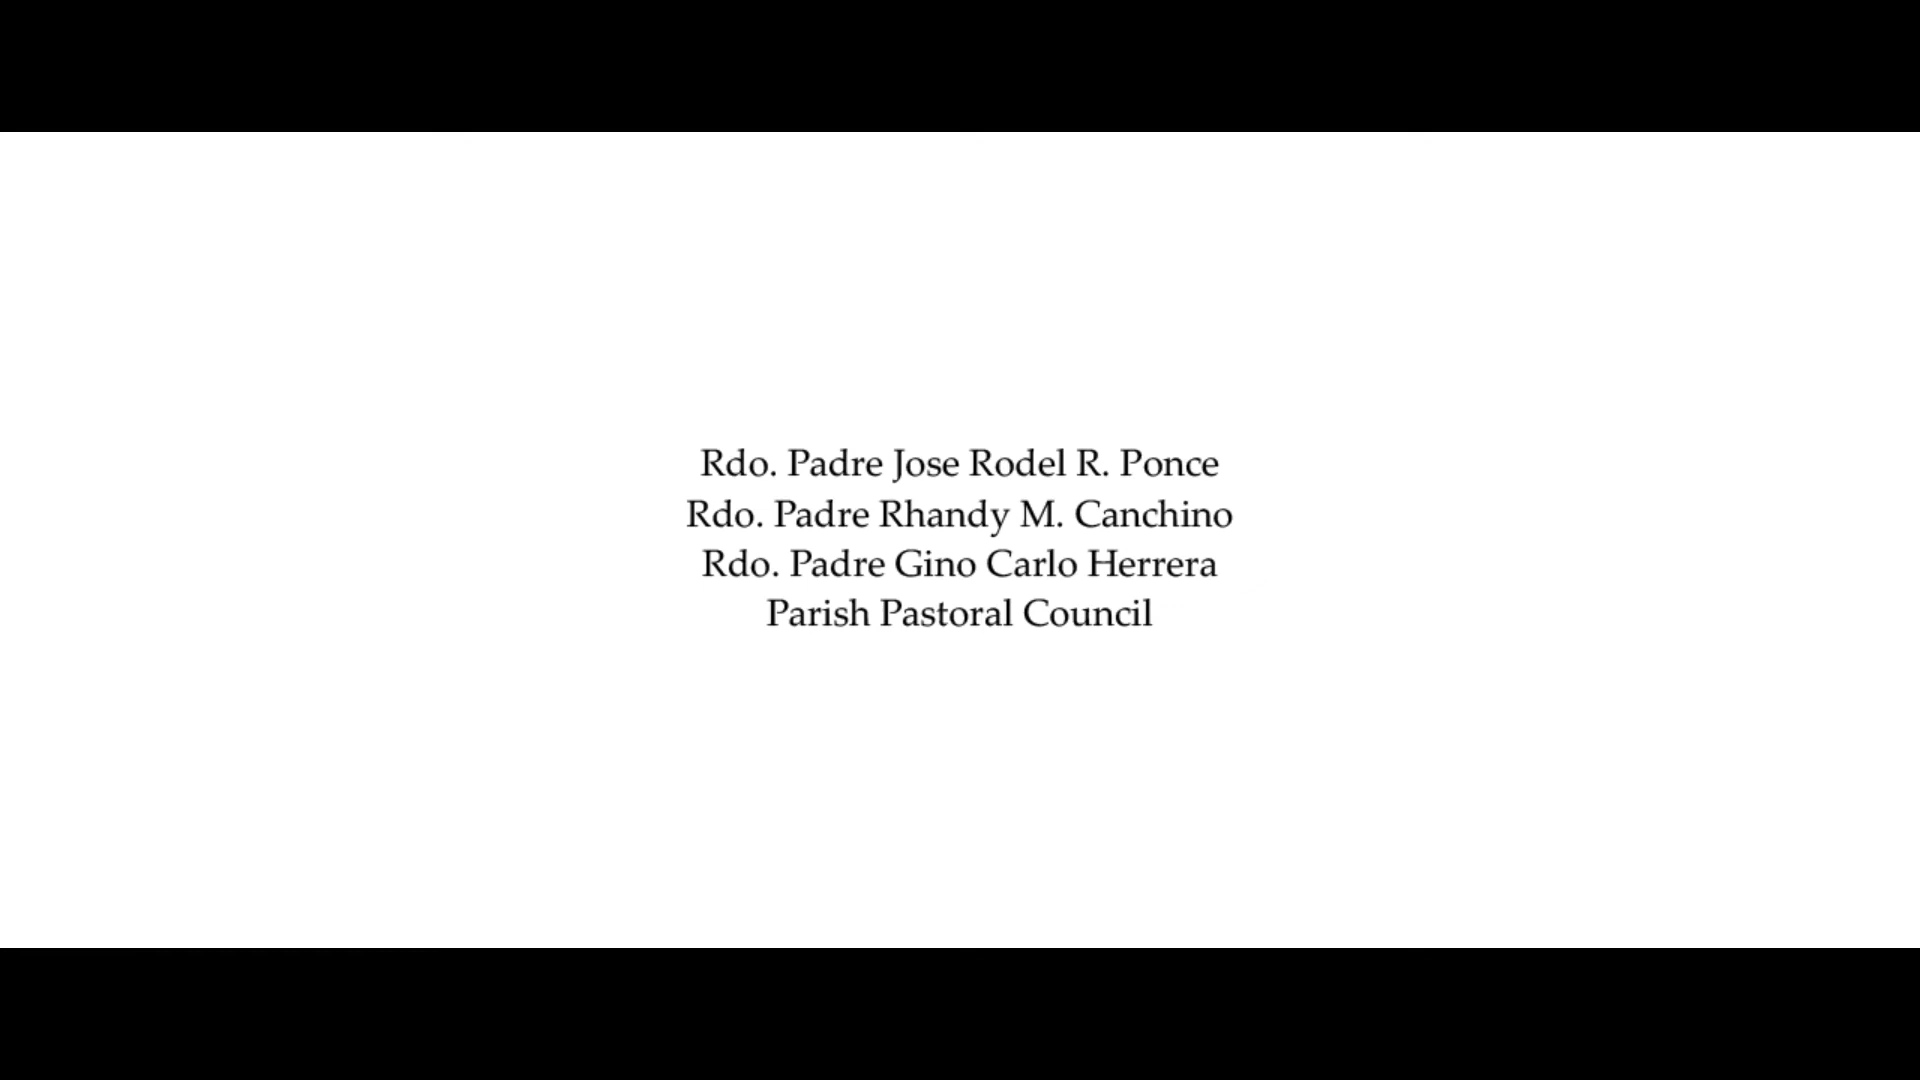 Rdo. Padre Jose Rodel R. Ponce
Rdo. Padre Rhandy M. Canchino
Rdo. Padre Gino Carlo Herrera
Parish Pastoral Council